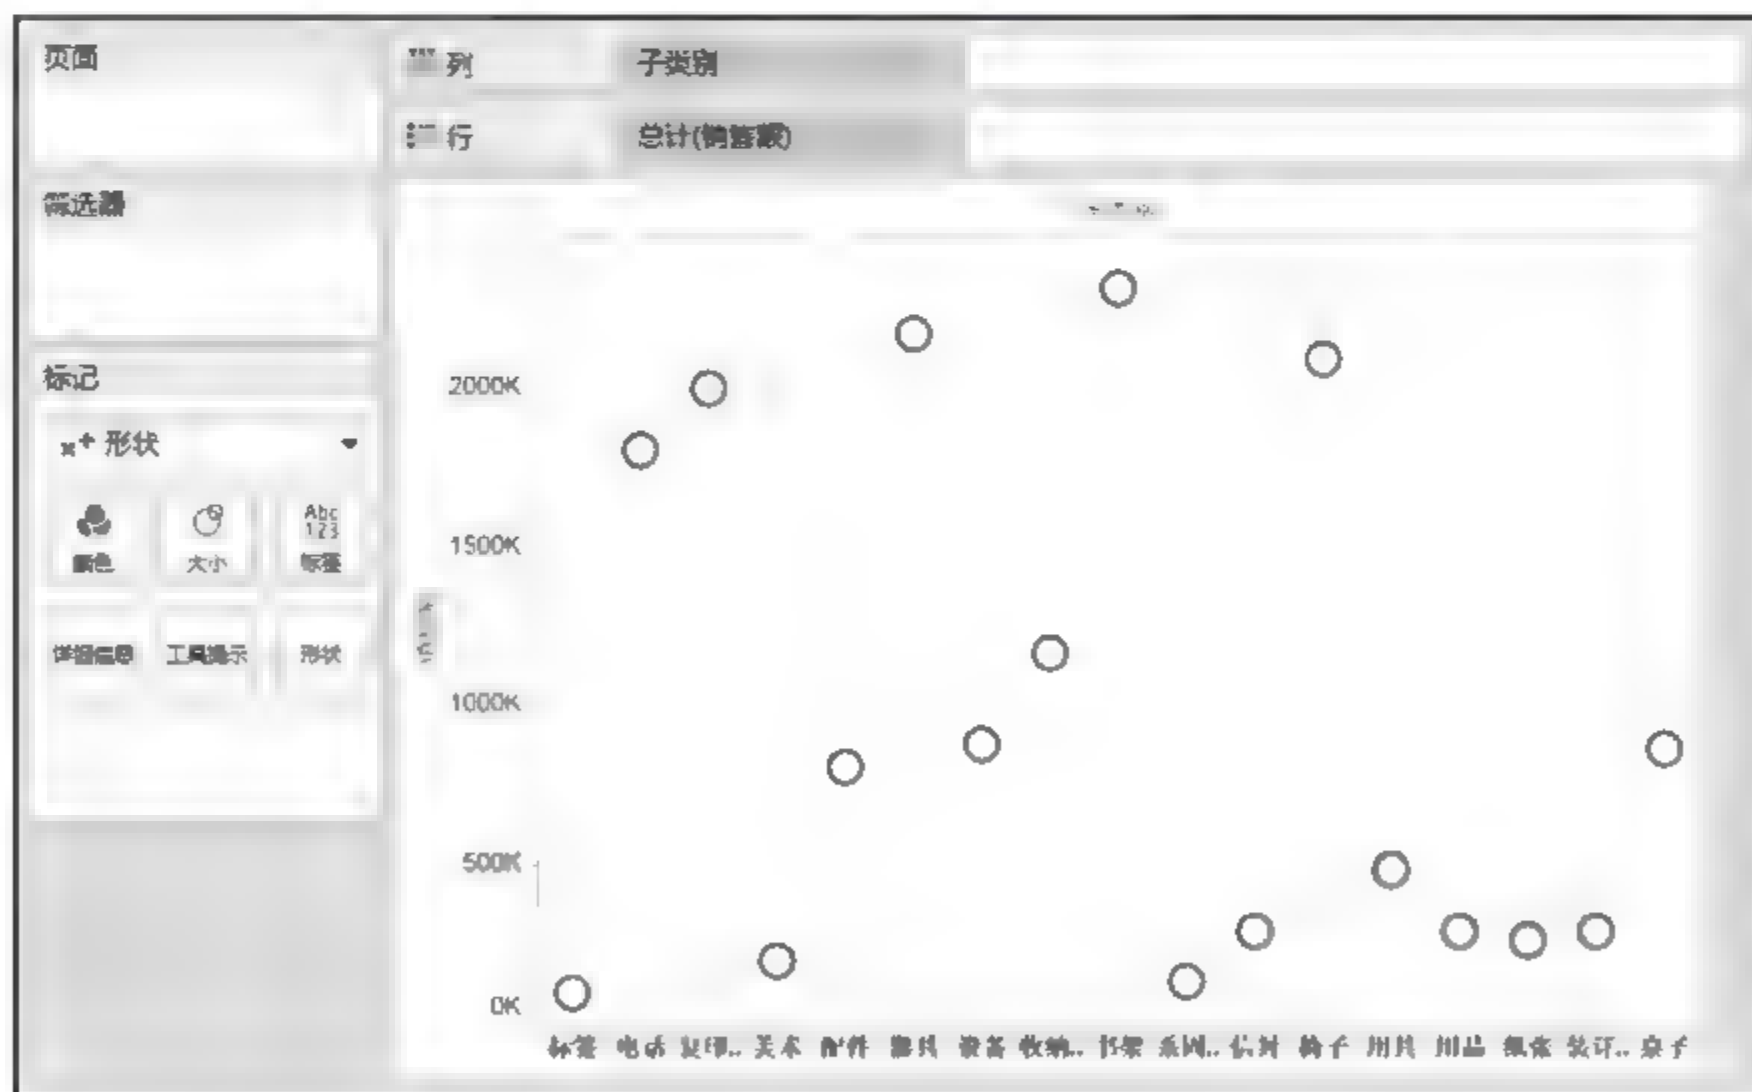 页面
列 子类别
行 总计(销售额)
筛选器
标记
形状
颜色 大小 Abc 123 标签
详细信息 工具提示 形状
2000K
1500K
1000K
500K
0K
标签 电话 复印.. 美术 配件 器具 设备 收纳.. 书架 系固.. 信封 椅子 用具 用品 纸张 装订.. 桌子